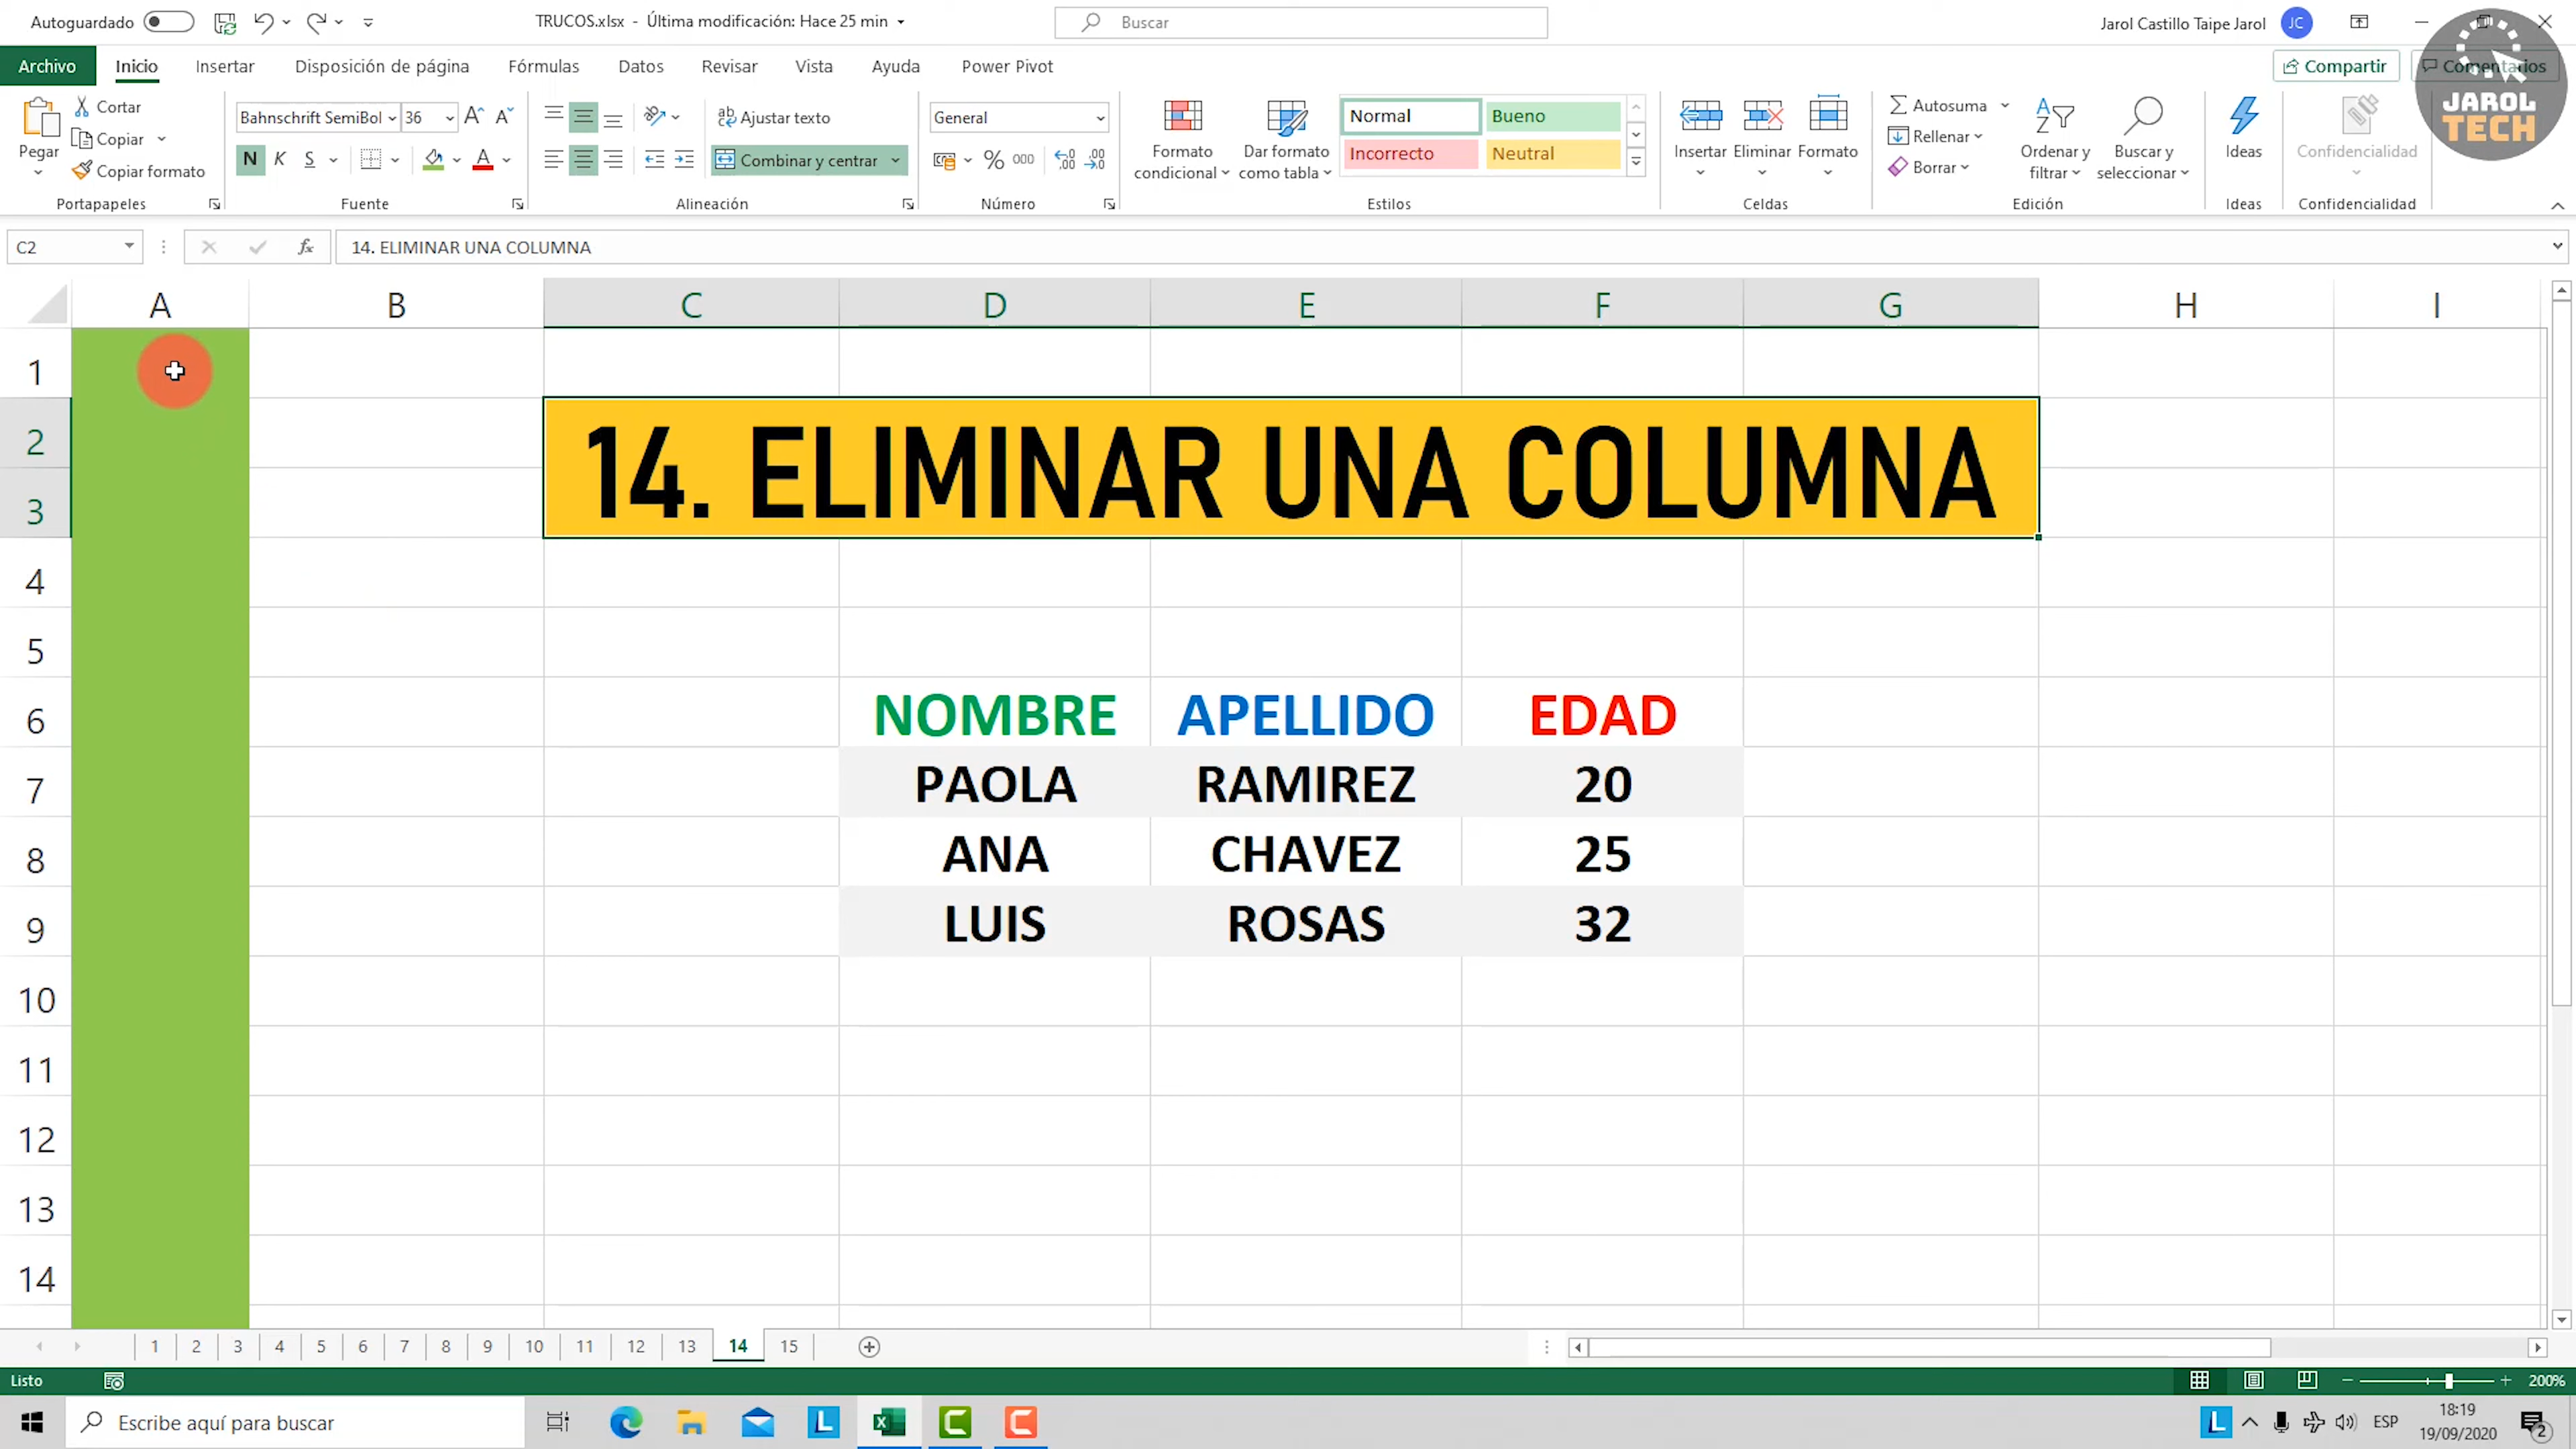 Autoguardado
TRUCOS.xlsx - Última modificación: Hace 25 min
Buscar
Jarol Castillo Taipe Jarol
JC
Archivo Inicio Insertar Disposición de página Fórmulas Datos Revisar Vista Ayuda Power Pivot
Compartir
Comentarios
JAROL
TECH
Pegar
Cortar
Copiar
Copiar formato
Portapapeles
Bahnschrift SemiBol 36
N K S
Fuente
Ajustar texto
Combinar y centrar
Alineación
General
% 000
Número
Formato
condicional
Dar formato
como tabla
Normal Bueno
Incorrecto Neutral
Estilos
Insertar Eliminar Formato
Celdas
Autosuma
Rellenar
Borrar
Ordenar y
filtrar
Buscar y
seleccionar
Edición
Ideas
Ideas
Confidencialidad
Confidencialidad
C2
fx
14. ELIMINAR UNA COLUMNA
A B C D E F G H I
1
2
3
14. ELIMINAR UNA COLUMNA
4
5
6 NOMBRE APELLIDO EDAD
7 PAOLA RAMIREZ 20
8 ANA CHAVEZ 25
9 LUIS ROSAS 32
10
11
12
13
14
1 2 3 4 5 6 7 8 9 10 11 12 13 14 15
Listo
200%
Escribe aquí para buscar
ESP
18:19
19/09/2020
2